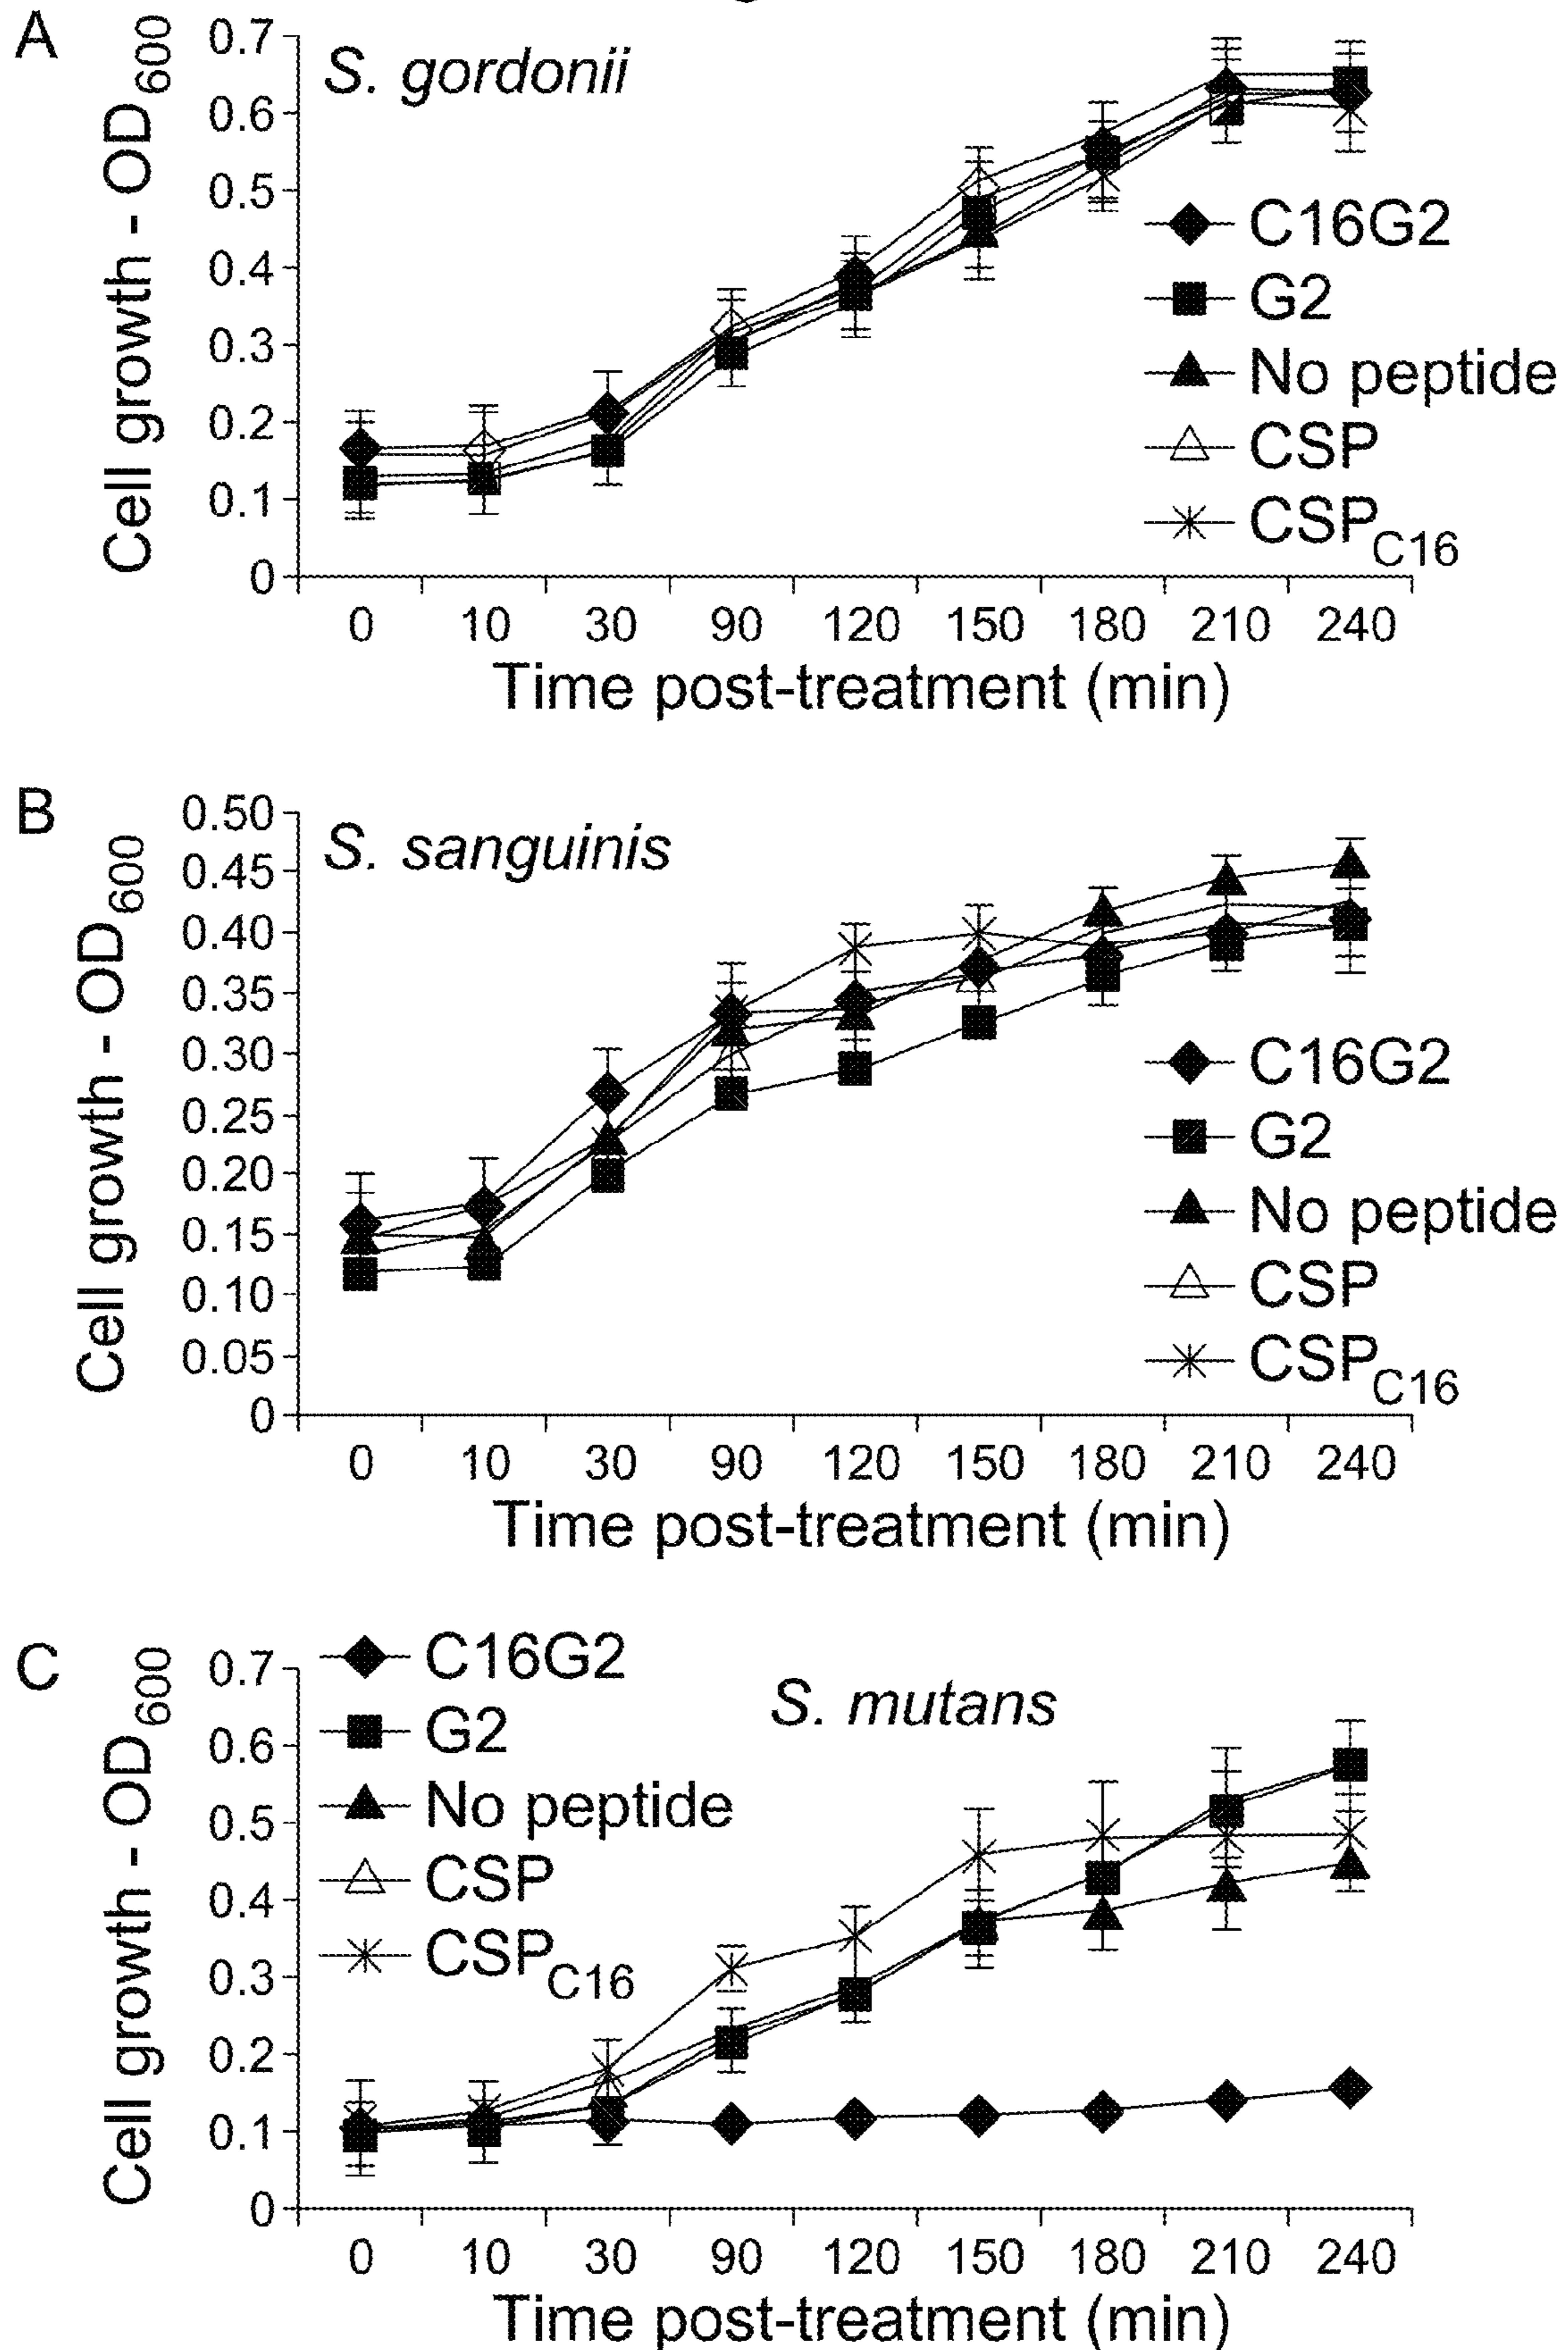 A
S. gordonii
Cell growth - OD600
0.7
0.6
0.5
0.4
0.3
0.2
0.1
0
C16G2
G2
No peptide
CSP
CSPC16
0 10 30 90 120 150 180 210 240
Time post-treatment (min)
B
S. sanguinis
Cell growth - OD600
0.50
0.45
0.40
0.35
0.30
0.25
0.20
0.15
0.10
0.05
0
C16G2
G2
No peptide
CSP
CSPC16
0 10 30 90 120 150 180 210 240
Time post-treatment (min)
C
S. mutans
Cell growth - OD600
0.7
0.6
0.5
0.4
0.3
0.2
0.1
0
C16G2
G2
No peptide
CSP
CSPC16
0 10 30 90 120 150 180 210 240
Time post-treatment (min)